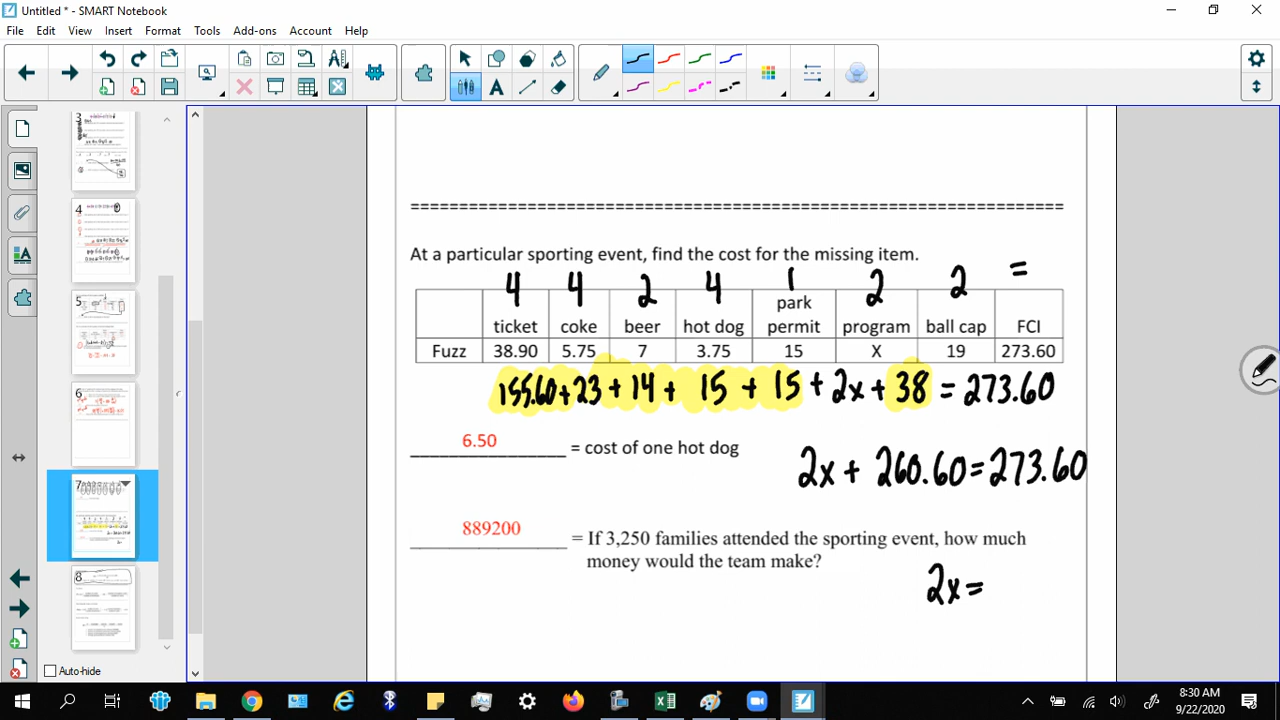 Untitled * - SMART Notebook
File Edit View Insert Format Tools Add-ons Account Help
4
5
6
7
8
Auto-hide
=================================================================
At a particular sporting event, find the cost for the missing item.
4 4 2 4 1 2 2 =
ticket coke beer hot dog park permit program ball cap FCI
Fuzz 38.90 5.75 7 3.75 15 X 19 273.60
155.60+23+14+ 15 + 15 + 2x + 38 = 273.60
6.50 = cost of one hot dog
2x + 260.60=273.60
889200 = If 3,250 families attended the sporting event, how much
money would the team make?
2x=
8:30 AM
9/22/2020